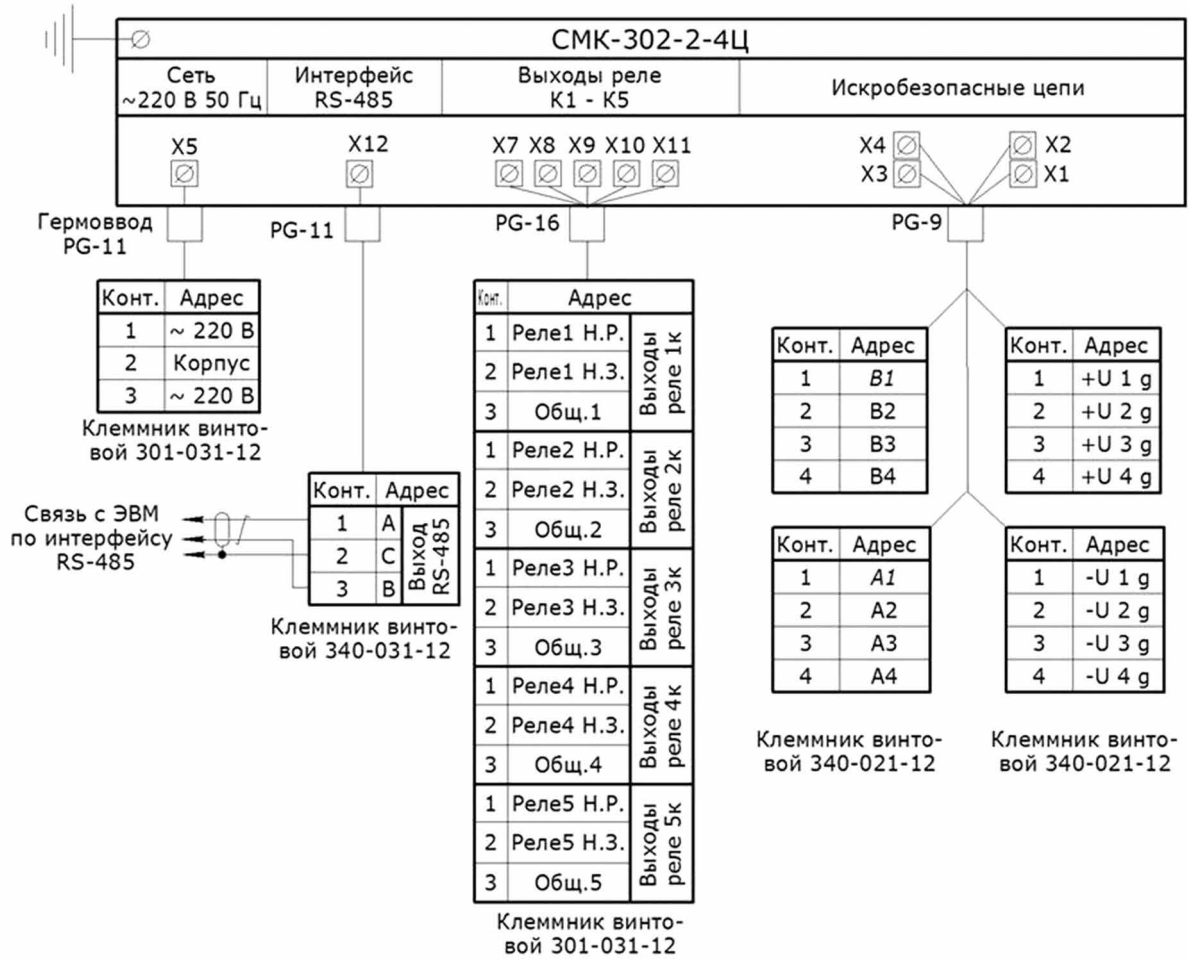 СМК-302-2-4Ц
Сеть
~220 В 50 Гц
Интерфейс
RS-485
Выходы реле
К1 - К5
Искробезопасные цепи
X5
X12
X7 X8 X9 X10 X11
X4
X3
X2
X1
Гермоввод
PG-11
PG-11
PG-16
PG-9
Конт. Адрес
1 ~ 220 В
2 Корпус
3 ~ 220 В
Клеммник винто-
вой 301-031-12
Связь с ЭВМ
по интерфейсу
RS-485
Конт. Адрес
1 A
2 C
3 B
Выход
RS-485
Клеммник винто-
вой 340-031-12
Конт. Адрес
1 Реле1 Н.Р.
2 Реле1 Н.З.
3 Общ.1
Выходы
реле 1к
1 Реле2 Н.Р.
2 Реле2 Н.З.
3 Общ.2
Выходы
реле 2к
1 Реле3 Н.Р.
2 Реле3 Н.З.
3 Общ.3
Выходы
реле 3к
1 Реле4 Н.Р.
2 Реле4 Н.З.
3 Общ.4
Выходы
реле 4к
1 Реле5 Н.Р.
2 Реле5 Н.З.
3 Общ.5
Выходы
реле 5к
Клеммник винто-
вой 301-031-12
Конт. Адрес
1 B1
2 B2
3 B3
4 B4
Конт. Адрес
1 +U 1 g
2 +U 2 g
3 +U 3 g
4 +U 4 g
Конт. Адрес
1 A1
2 A2
3 A3
4 A4
Клеммник винто-
вой 340-021-12
Конт. Адрес
1 -U 1 g
2 -U 2 g
3 -U 3 g
4 -U 4 g
Клеммник винто-
вой 340-021-12